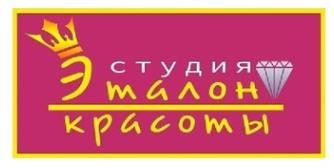 студия
Эталон
красоты